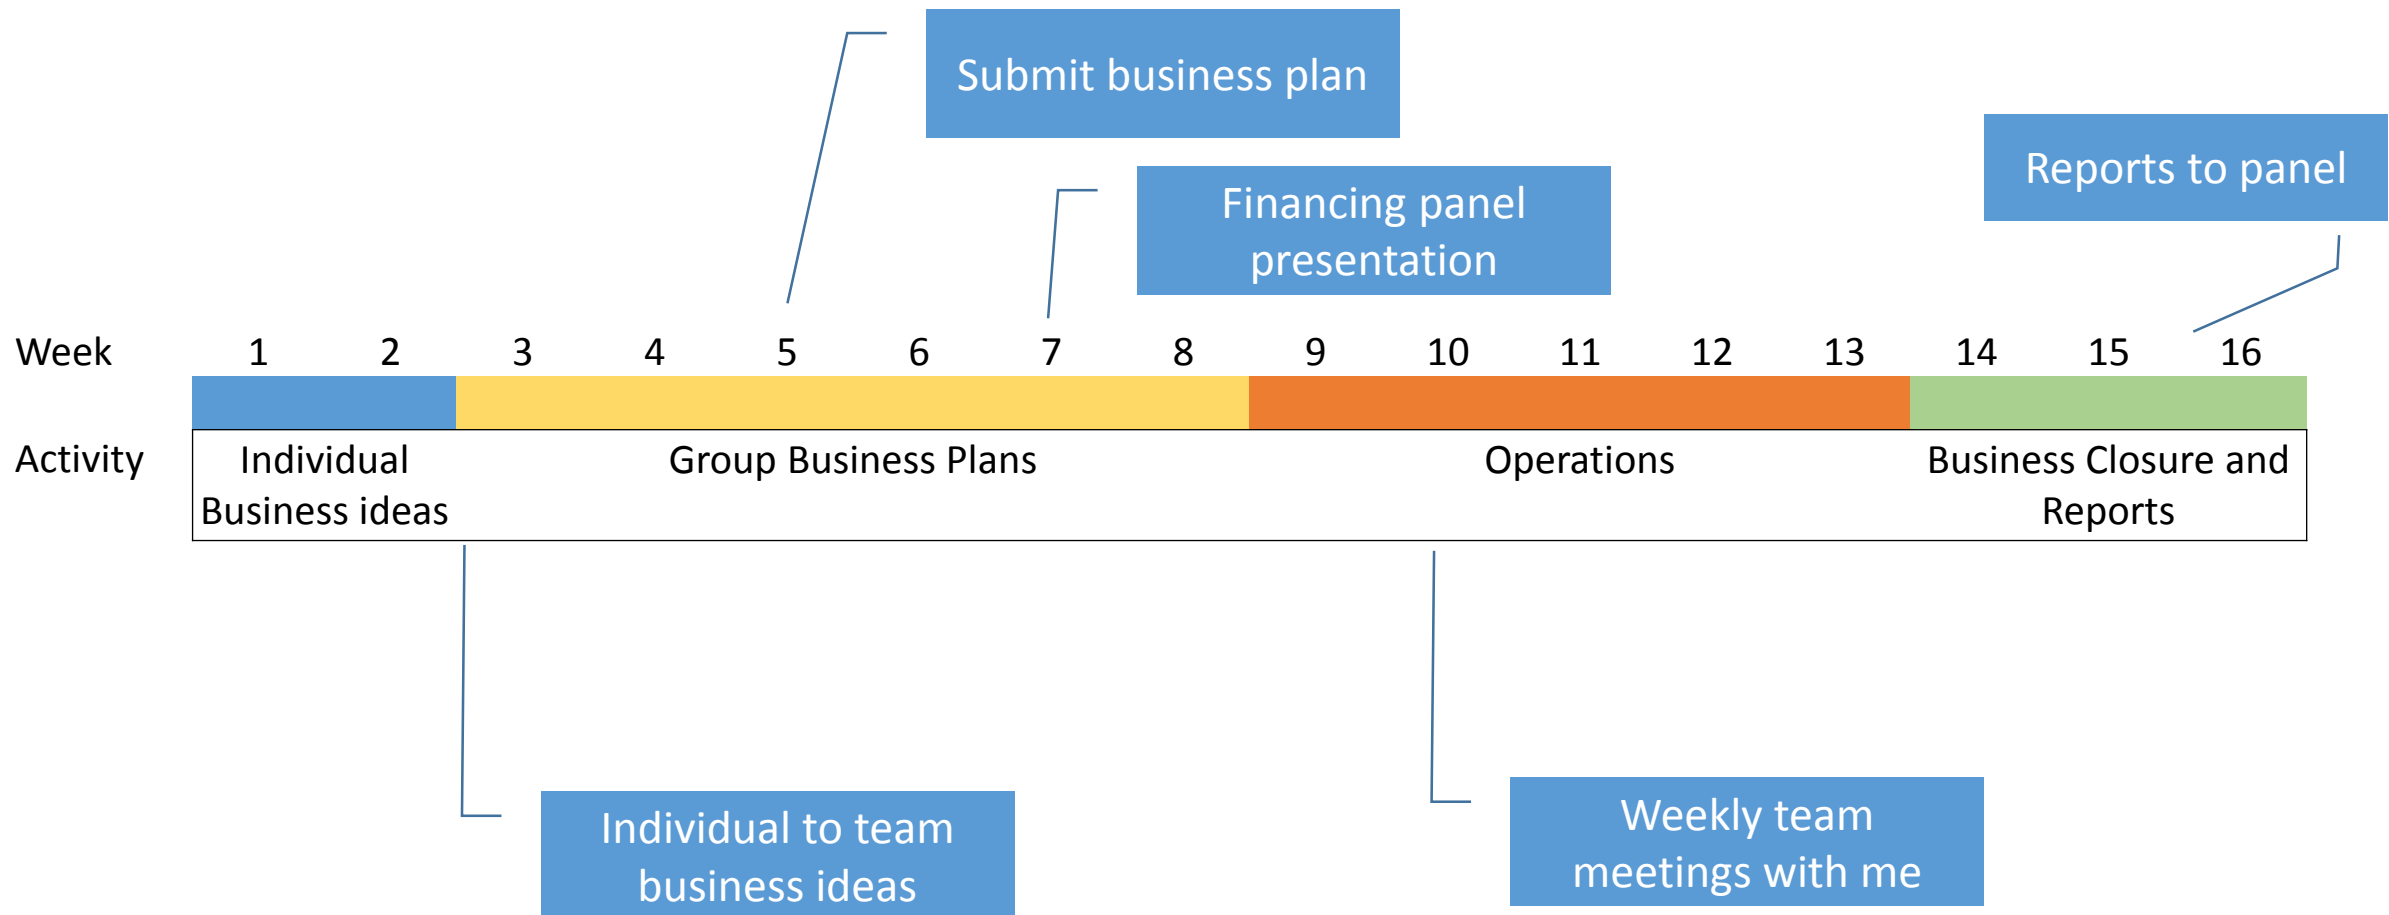 Submit business plan
Reports to panel
Financing panel
presentation
Week 1 2 3 4 5 6 7 8 9 10 11 12 13 14 15 16
Activity Individual Group Business Plans Operations Business Closure and
Business ideas Reports
Individual to team
business ideas
Weekly team
meetings with me